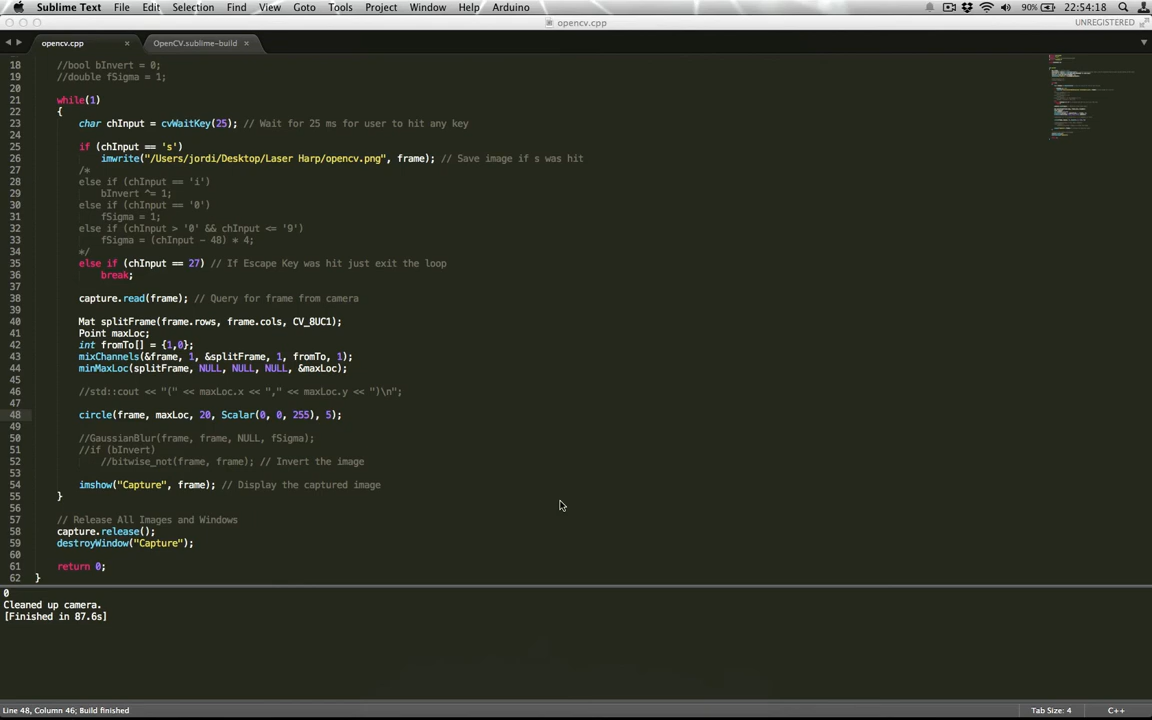 Sublime Text File Edit Selection Find View Goto Tools Project Window Help Arduino 90% 22:54:18
opencv.cpp UNREGISTERED
opencv.cpp × OpenCV.sublime-build ×
18 //bool bInvert = 0;
19 //double fSigma = 1;
20
21 while(1)
22 {
23 char chInput = cvWaitKey(25); // Wait for 25 ms for user to hit any key
24
25 if (chInput == 's')
26 imwrite("/Users/jordi/Desktop/Laser Harp/opencv.png", frame); // Save image if s was hit
27 /*
28 else if (chInput == 'i')
29 bInvert ^= 1;
30 else if (chInput == '0')
31 fSigma = 1;
32 else if (chInput > '0' && chInput <= '9')
33 fSigma = (chInput - 48) * 4;
34 */
35 else if (chInput == 27) // If Escape Key was hit just exit the loop
36 break;
37
38 capture.read(frame); // Query for frame from camera
39
40 Mat splitFrame(frame.rows, frame.cols, CV_8UC1);
41 Point maxLoc;
42 int fromTo[] = {1,0};
43 mixChannels(&frame, 1, &splitFrame, 1, fromTo, 1);
44 minMaxLoc(splitFrame, NULL, NULL, NULL, &maxLoc);
45
46 //std::cout << "(" << maxLoc.x << "," << maxLoc.y << ")\n";
47
48 circle(frame, maxLoc, 20, Scalar(0, 0, 255), 5);
49
50 //GaussianBlur(frame, frame, NULL, fSigma);
51 //if (bInvert)
52 //bitwise_not(frame, frame); // Invert the image
53
54 imshow("Capture", frame); // Display the captured image
55 }
56
57 // Release All Images and Windows
58 capture.release();
59 destroyWindow("Capture");
60
61 return 0;
62 }
0
Cleaned up camera.
[Finished in 87.6s]
Line 48, Column 46; Build finished Tab Size: 4 C++